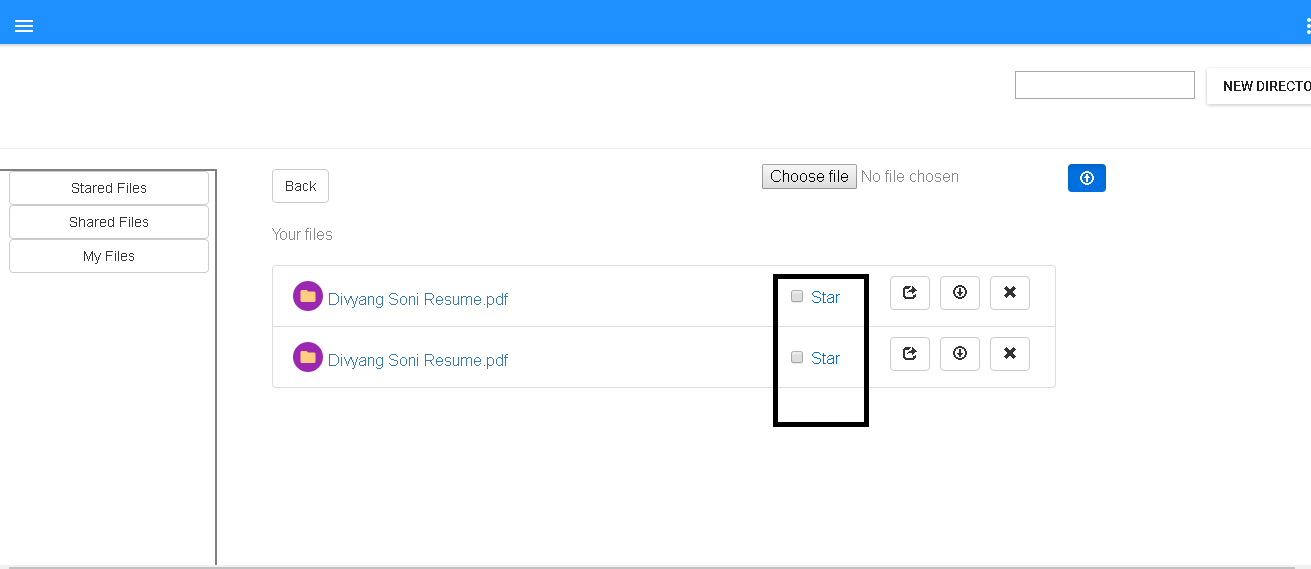 NEW DIRECTO
Stared Files
Shared Files
My Files
Back
Choose file No file chosen
Your files
Divyang Soni Resume.pdf Star
Divyang Soni Resume.pdf Star